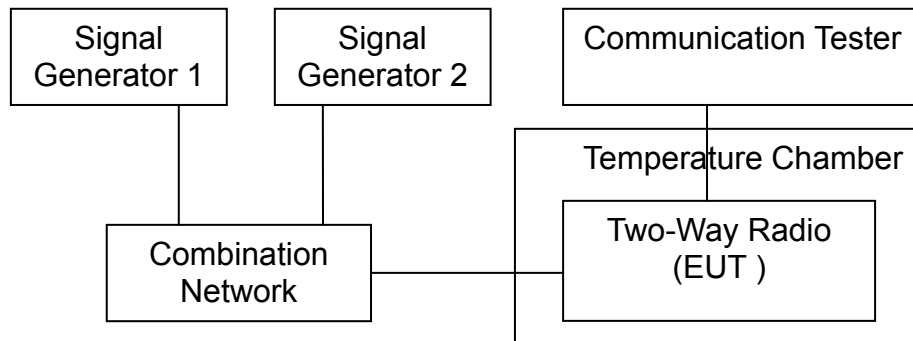 Signal
Generator 1
Signal
Generator 2
Communication Tester
Temperature Chamber
Combination
Network
Two-Way Radio
(EUT )